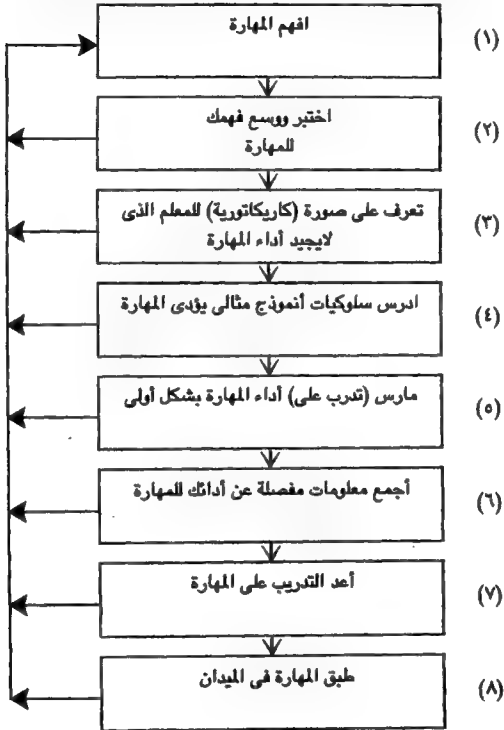 افهم المهارة (١)
اختبر ووسع فهمك
للمهارة (٢)
تعرف على صورة (كاريكاتورية) للمعلم الذى
لايجيد أداء المهارة (٣)
ادرس سلوكيات أنموذج مثالى يؤدى المهارة (٤)
مارس (تدرب على) أداء المهارة بشكل أولى (٥)
أجمع معلومات مفصلة عن أدائك للمهارة (٦)
أعد التدريب على المهارة (٧)
طبق المهارة فى الميدان (٨)